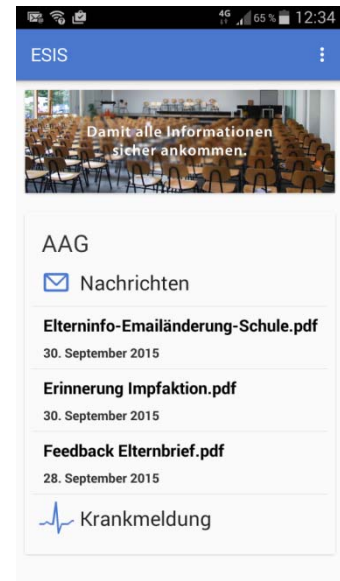 4G 65 % 12:34
ESIS
Damit alle Informationen
sicher ankommen.
AAG
Nachrichten
Elterninfo-Emailänderung-Schule.pdf
30. September 2015
Erinnerung Impfaktion.pdf
30. September 2015
Feedback Elternbrief.pdf
28. September 2015
Krankmeldung